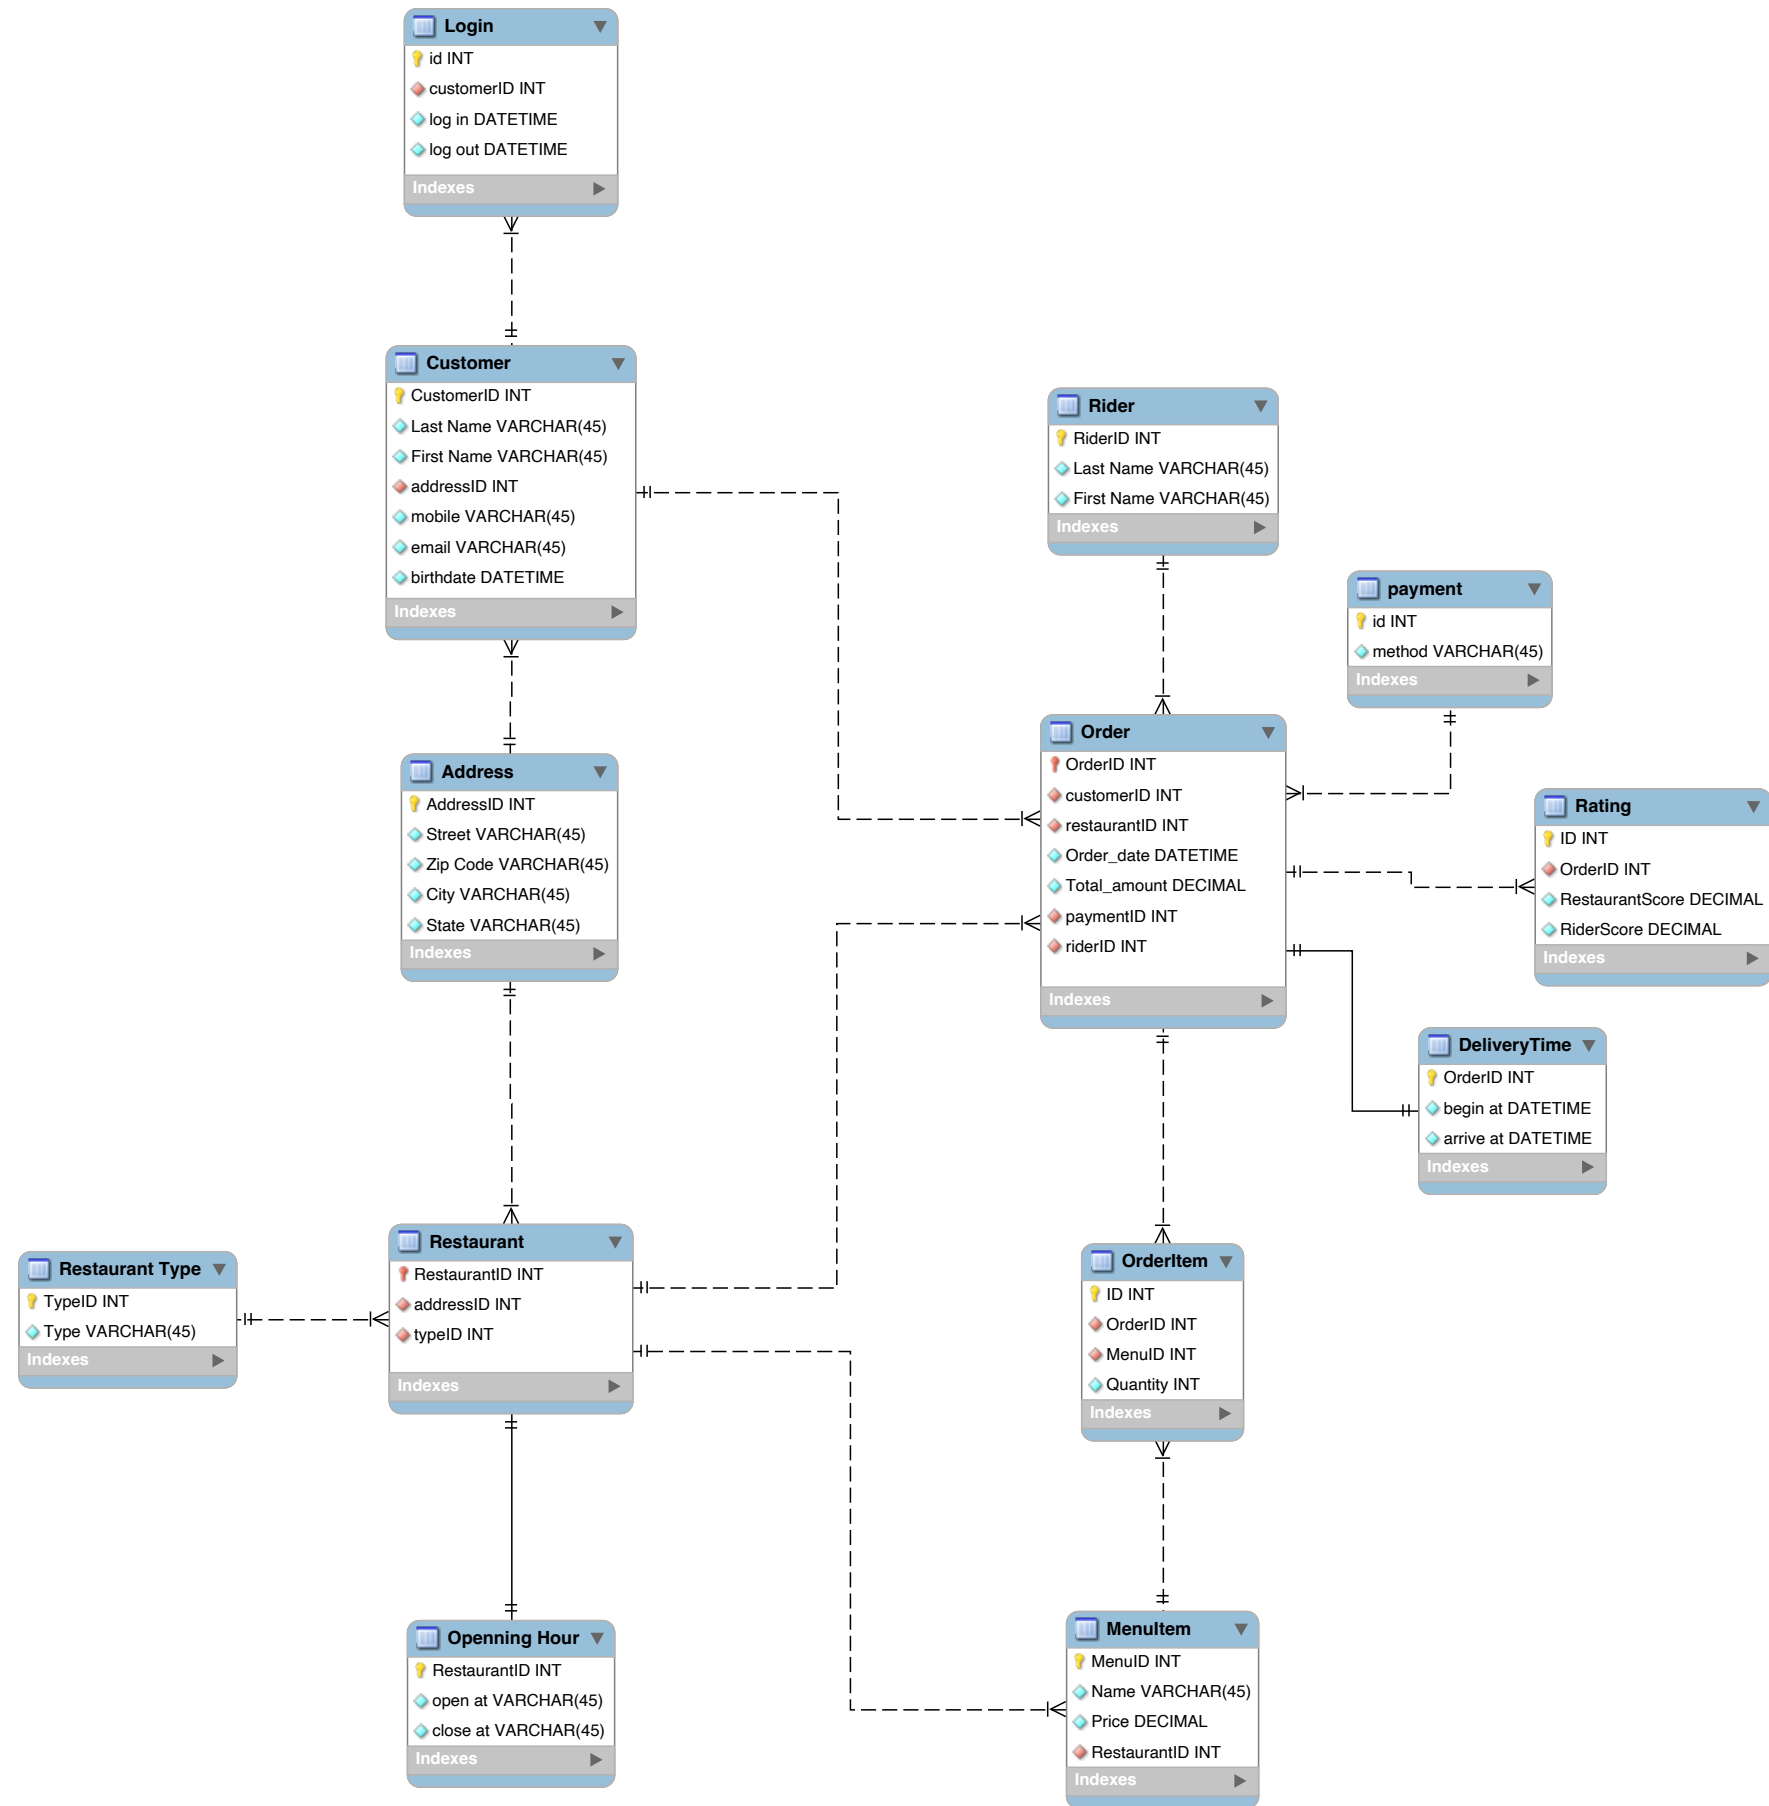 Login
id INT
customerID INT
log in DATETIME
log out DATETIME
Indexes
Customer
CustomerID INT
Last Name VARCHAR(45)
First Name VARCHAR(45)
addressID INT
mobile VARCHAR(45)
email VARCHAR(45)
birthdate DATETIME
Indexes
Rider
RiderID INT
Last Name VARCHAR(45)
First Name VARCHAR(45)
Indexes
payment
id INT
method VARCHAR(45)
Indexes
Address
AddressID INT
Street VARCHAR(45)
Zip Code VARCHAR(45)
City VARCHAR(45)
State VARCHAR(45)
Indexes
Order
OrderID INT
customerID INT
restaurantID INT
Order_date DATETIME
Total_amount DECIMAL
paymentID INT
riderID INT
Indexes
Rating
ID INT
OrderID INT
RestaurantScore DECIMAL
RiderScore DECIMAL
Indexes
DeliveryTime
OrderID INT
begin at DATETIME
arrive at DATETIME
Indexes
Restaurant Type
TypeID INT
Type VARCHAR(45)
Indexes
Restaurant
RestaurantID INT
addressID INT
typeID INT
Indexes
OrderItem
ID INT
OrderID INT
MenuID INT
Quantity INT
Indexes
Openning Hour
RestaurantID INT
open at VARCHAR(45)
close at VARCHAR(45)
Indexes
MenuItem
MenuID INT
Name VARCHAR(45)
Price DECIMAL
RestaurantID INT
Indexes